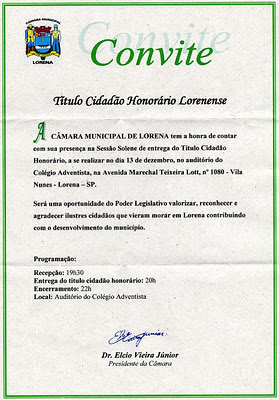 CÂMARA MUNICIPAL
LORENA
Convite
Convite
Título Cidadão Honorário Lorenense
A CÂMARA MUNICIPAL DE LORENA tem a honra de contar
com sua presença na Sessão Solene de entrega do Título Cidadão
Honorário, a se realizar no dia 13 de dezembro, no auditório do
Colégio Adventista, na Avenida Marechal Teixeira Lott, nº 1080 - Vila
Nunes - Lorena – SP.
Será uma oportunidade do Poder Legislativo valorizar, reconhecer e
agradecer ilustres cidadãos que vieram morar em Lorena contribuindo
com o desenvolvimento do município.
Programação:
Recepção: 19h30
Entrega do título cidadão honorário: 20h
Encerramento: 22h
Local: Auditório do Colégio Adventista
Dr. Elcio Vieira Júnior
Presidente da Câmara